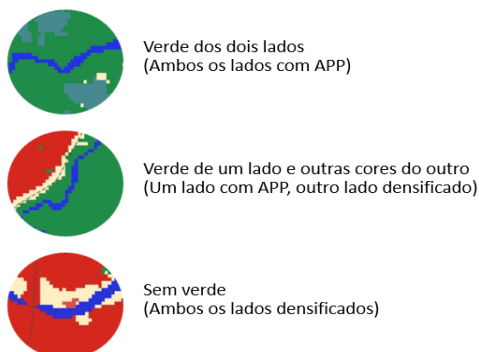 Verde dos dois lados
(Ambos os lados com APP)
Verde de um lado e outras cores do outro
(Um lado com APP, outro lado densificado)
Sem verde
(Ambos os lados densificados)